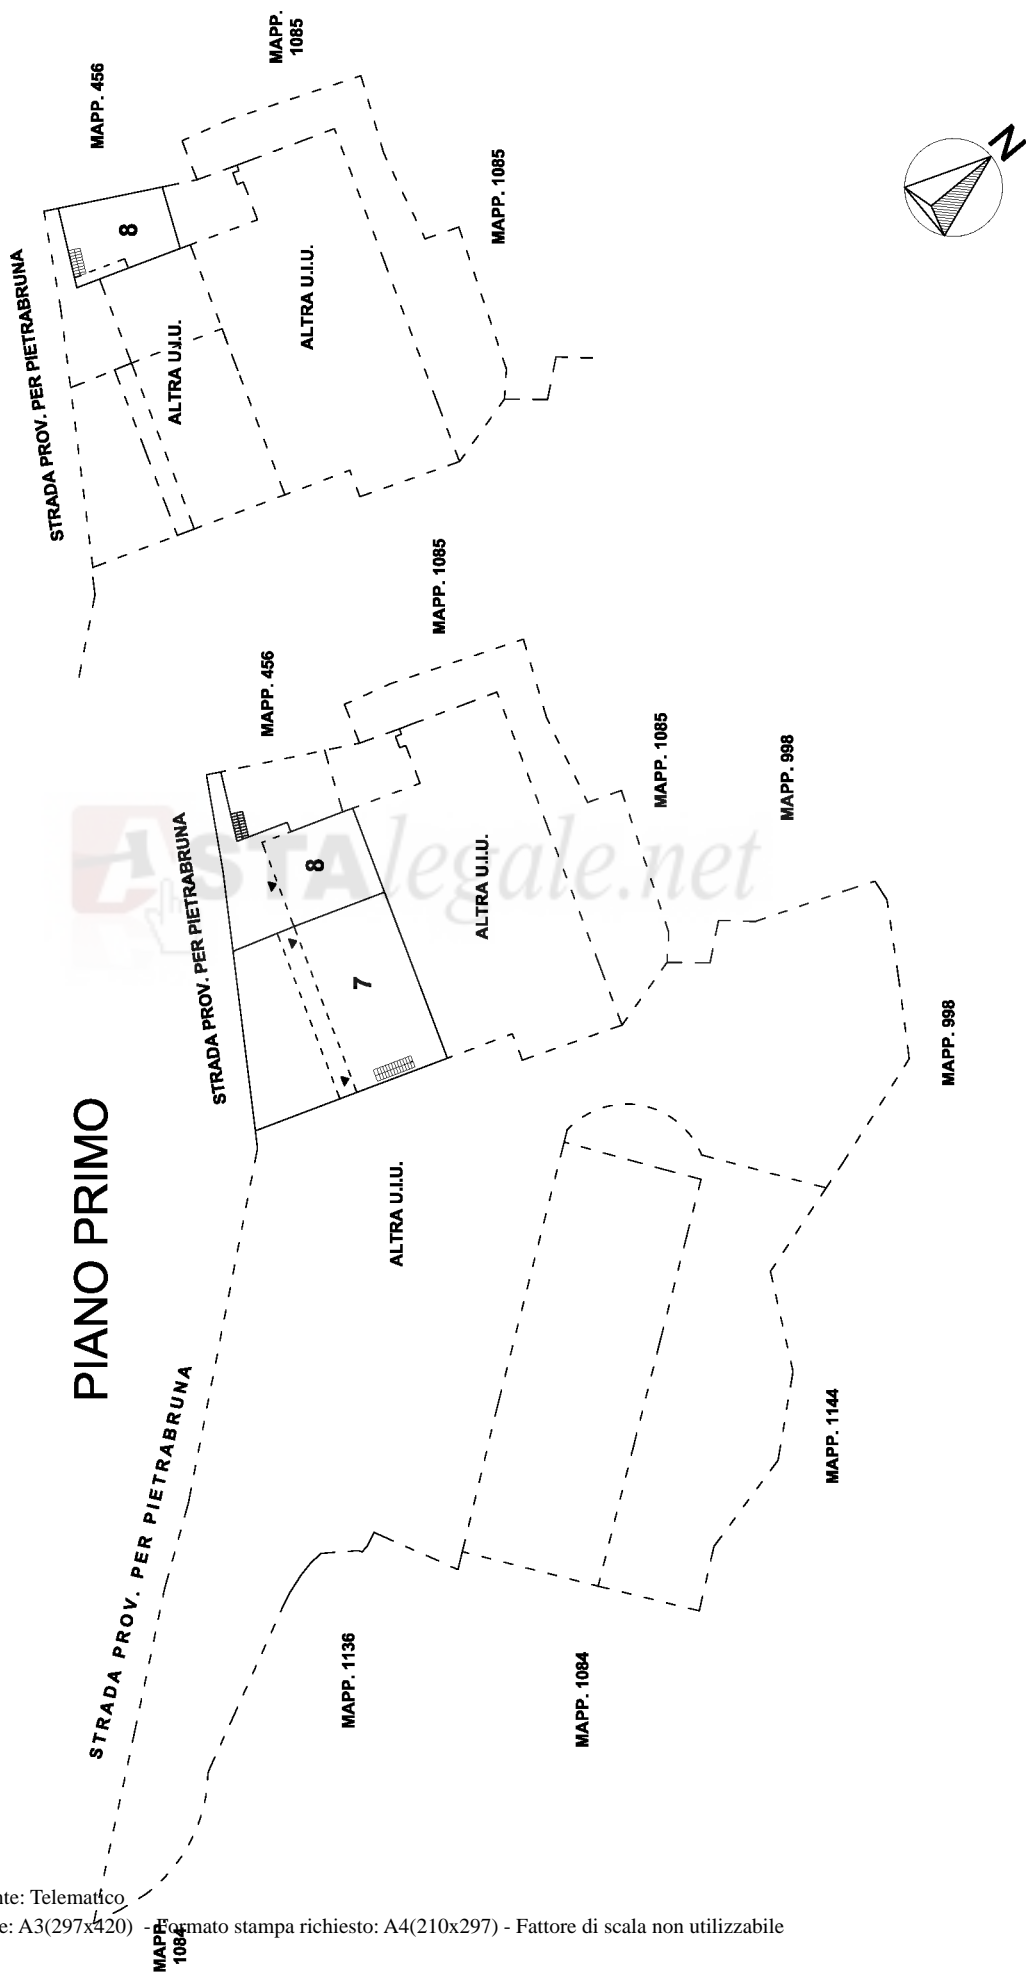 MAPP. 456
MAPP.
1085
MAPP. 1085
STRADA PROV. PER PIETRABRUNA
8
ALTRA U.I.U.
ALTRA U.I.U.
MAPP. 1085
N
MAPP. 456
MAPP. 1085
MAPP. 998
STRADA PROV. PER PIETRABRUNA
8
ALTRA U.I.U.
7
MAPP. 998
ASTAlegale.net
PIANO PRIMO
ALTRA U.I.U.
STRADA PROV. PER PIETRABRUNA
MAPP. 1144
MAPP. 1136
MAPP. 1084
MAPP.
1084
nte: Telematico
e: A3(297x420) - Formato stampa richiesto: A4(210x297) - Fattore di scala non utilizzabile